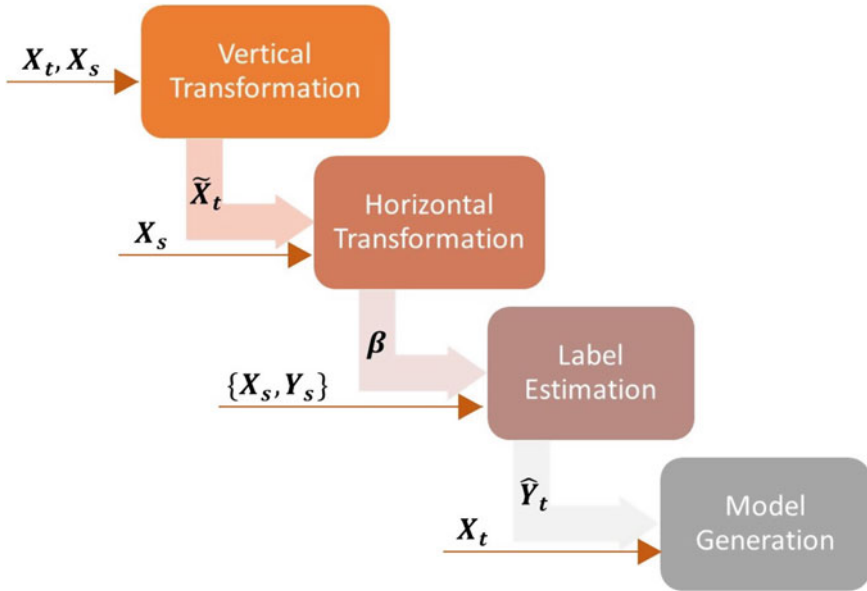 Vertical
Transformation
X_t, X_s
X̃_t
Horizontal
Transformation
X_s
β
Label
Estimation
{X_s, Y_s}
Ŷ_t
Model
Generation
X_t